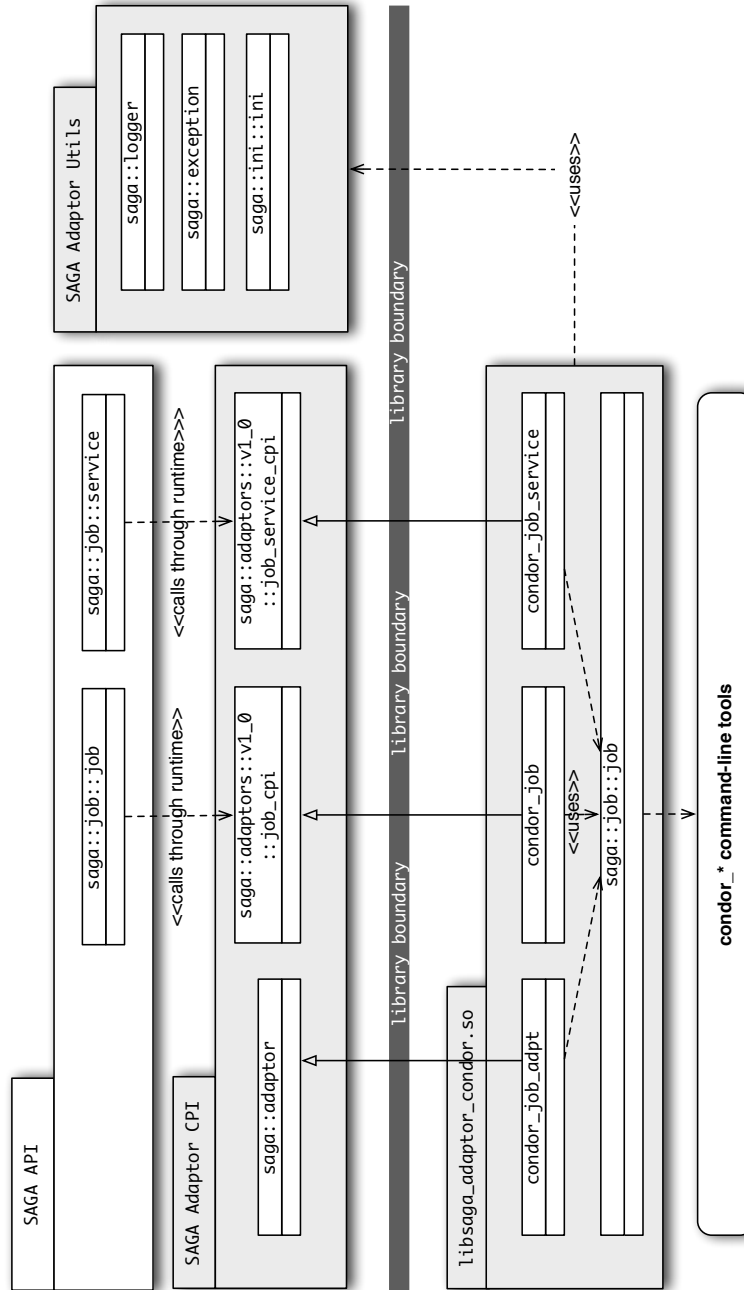 SAGA API
saga::job::job
saga::job::service
<<calls through runtime>>
<<calls through runtime>>>
SAGA Adaptor CPI
saga::adaptor
saga::adaptors::v1_0
::job_cpi
saga::adaptors::v1_0
::job_service_cpi
SAGA Adaptor Utils
saga::logger
saga::exception
saga::ini::ini
library boundary
library boundary
library boundary
library boundary
libsaga_adaptor_condor.so
condor_job_adpt
condor_job
condor_job_service
<<uses>>
<<uses>>
saga::job::job
condor_* command-line tools